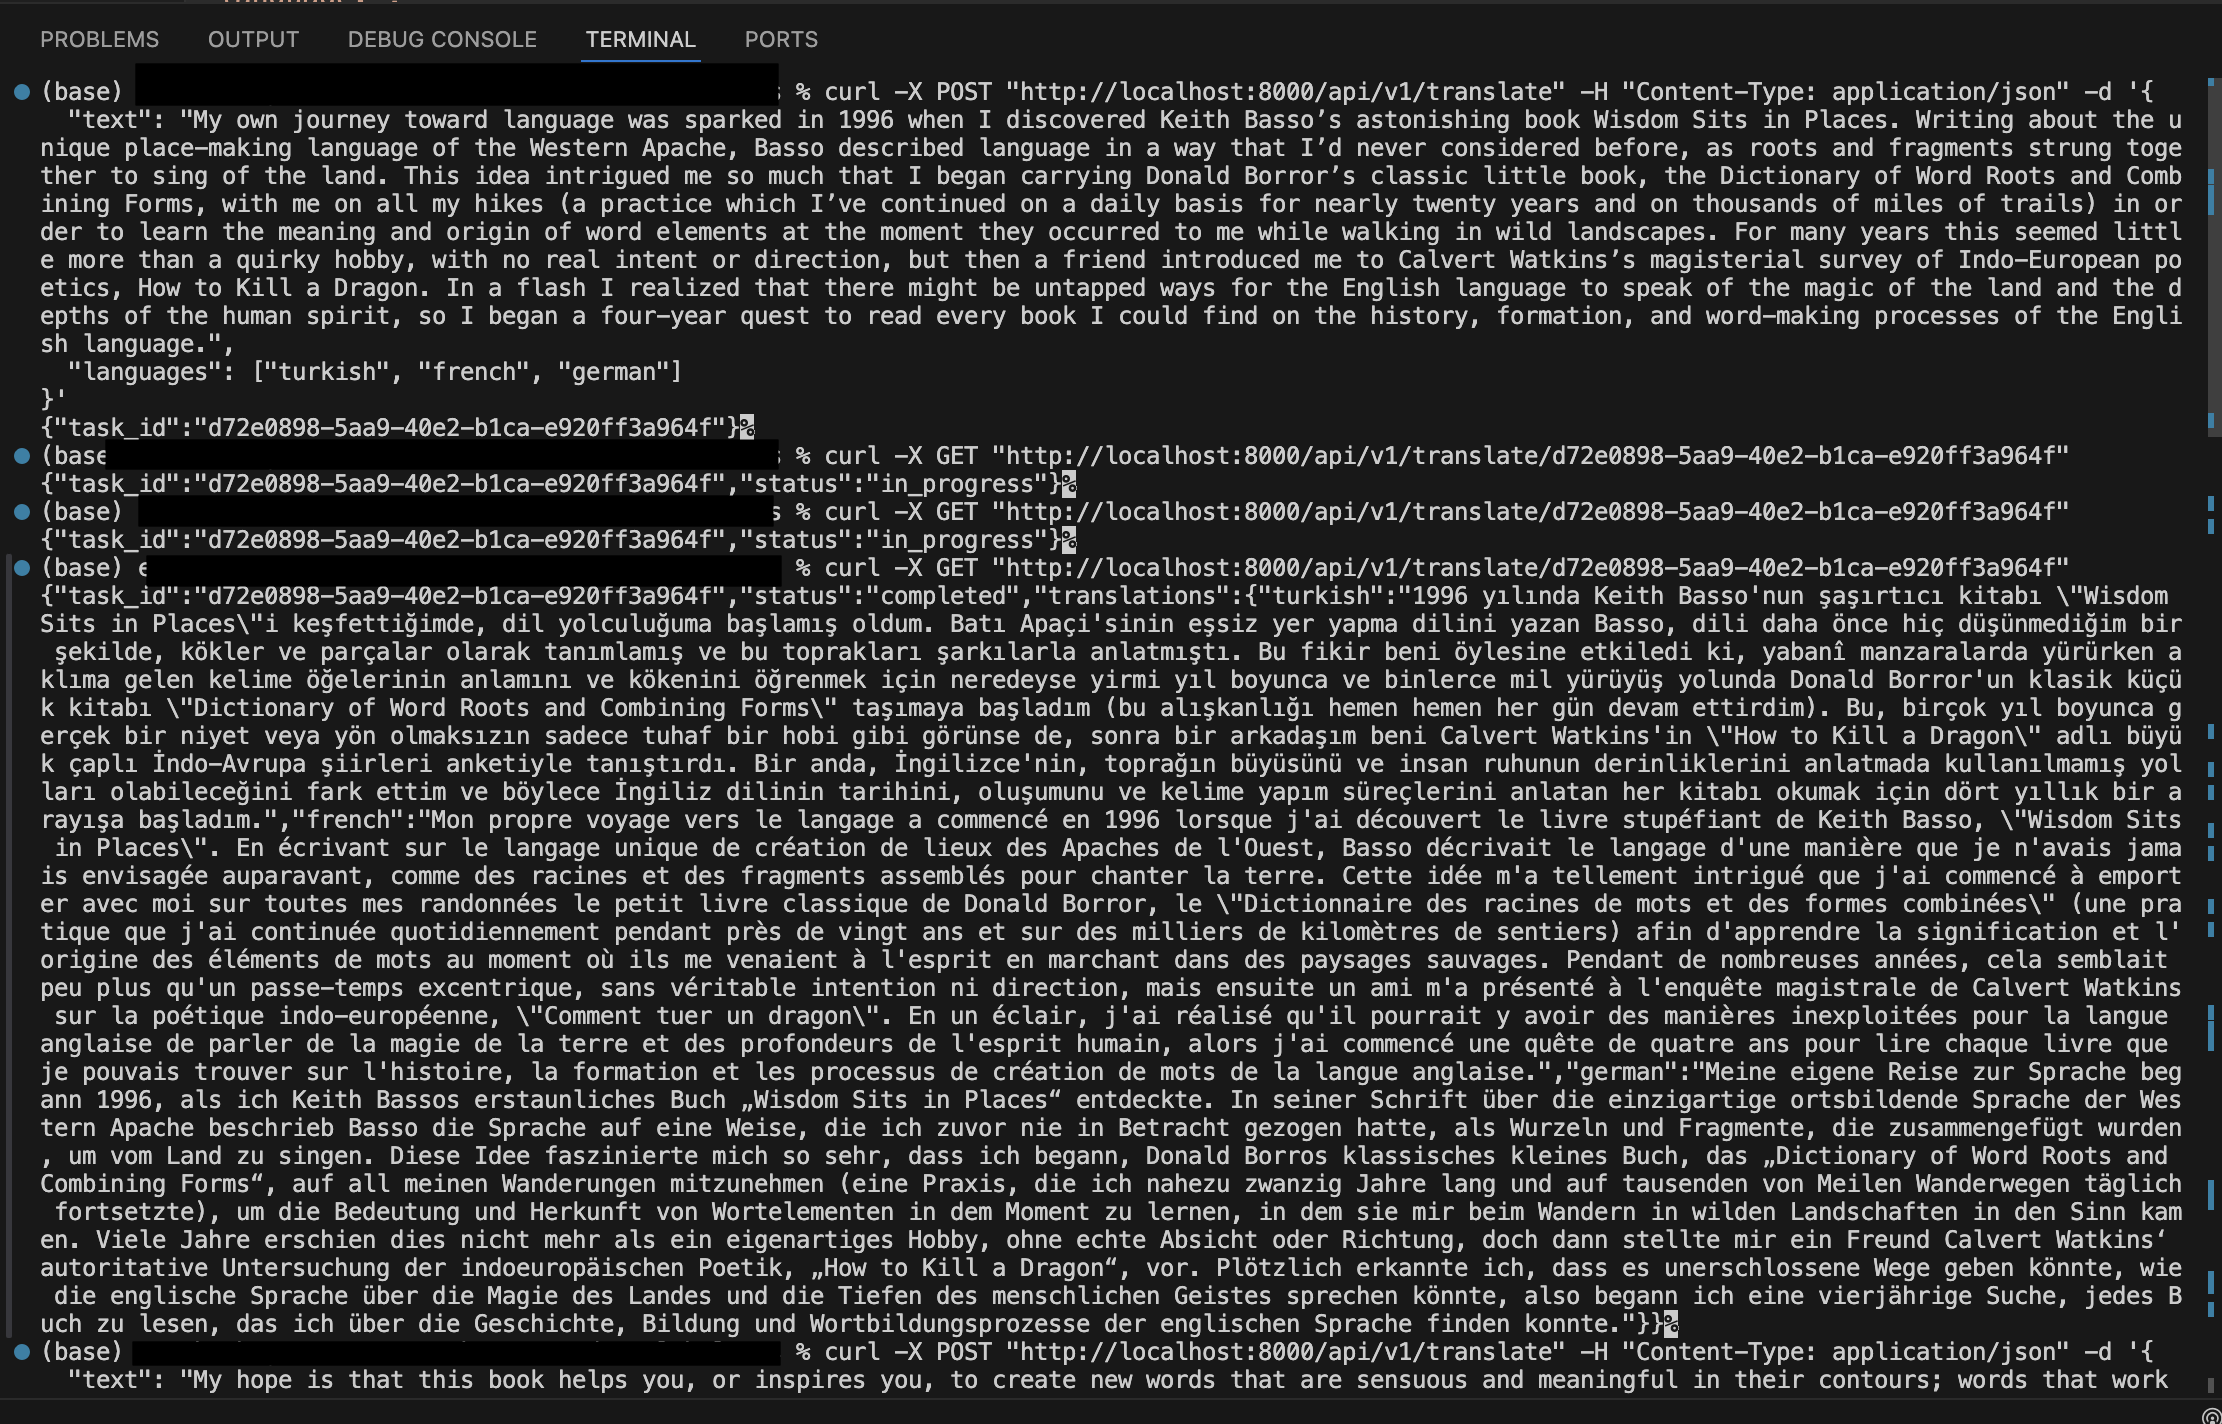 PROBLEMS OUTPUT DEBUG CONSOLE TERMINAL PORTS
(base) % curl -X POST "http://localhost:8000/api/v1/translate" -H "Content-Type: application/json" -d '{
"text": "My own journey toward language was sparked in 1996 when I discovered Keith Basso’s astonishing book Wisdom Sits in Places. Writing about the u
nique place-making language of the Western Apache, Basso described language in a way that I’d never considered before, as roots and fragments strung toge
ther to sing of the land. This idea intrigued me so much that I began carrying Donald Borror’s classic little book, the Dictionary of Word Roots and Comb
ining Forms, with me on all my hikes (a practice which I’ve continued on a daily basis for nearly twenty years and on thousands of miles of trails) in or
der to learn the meaning and origin of word elements at the moment they occurred to me while walking in wild landscapes. For many years this seemed littl
e more than a quirky hobby, with no real intent or direction, but then a friend introduced me to Calvert Watkins’s magisterial survey of Indo-European po
etics, How to Kill a Dragon. In a flash I realized that there might be untapped ways for the English language to speak of the magic of the land and the d
epths of the human spirit, so I began a four-year quest to read every book I could find on the history, formation, and word-making processes of the Engli
sh language.",
"languages": ["turkish", "french", "german"]
}'
{"task_id":"d72e0898-5aa9-40e2-b1ca-e920ff3a964f"}%
(base % curl -X GET "http://localhost:8000/api/v1/translate/d72e0898-5aa9-40e2-b1ca-e920ff3a964f"
{"task_id":"d72e0898-5aa9-40e2-b1ca-e920ff3a964f","status":"in_progress"}%
(base) s % curl -X GET "http://localhost:8000/api/v1/translate/d72e0898-5aa9-40e2-b1ca-e920ff3a964f"
{"task_id":"d72e0898-5aa9-40e2-b1ca-e920ff3a964f","status":"in_progress"}%
(base) e % curl -X GET "http://localhost:8000/api/v1/translate/d72e0898-5aa9-40e2-b1ca-e920ff3a964f"
{"task_id":"d72e0898-5aa9-40e2-b1ca-e920ff3a964f","status":"completed","translations":{"turkish":"1996 yılında Keith Basso'nun şaşırtıcı kitabı \"Wisdom
Sits in Places\"i keşfettiğimde, dil yolculuğuma başlamış oldum. Batı Apaçi'sinin eşsiz yer yapma dilini yazan Basso, dili daha önce hiç düşünmediğim bir
şekilde, kökler ve parçalar olarak tanımlamış ve bu toprakları şarkılarla anlatmıştı. Bu fikir beni öylesine etkiledi ki, yabanî manzaralarda yürürken a
klıma gelen kelime öğelerinin anlamını ve kökenini öğrenmek için neredeyse yirmi yıl boyunca ve binlerce mil yürüyüş yolunda Donald Borror'un klasik küçü
k kitabı \"Dictionary of Word Roots and Combining Forms\" taşımaya başladım (bu alışkanlığı hemen hemen her gün devam ettirdim). Bu, birçok yıl boyunca g
erçek bir niyet veya yön olmaksızın sadece tuhaf bir hobi gibi görünse de, sonra bir arkadaşım beni Calvert Watkins'in \"How to Kill a Dragon\" adlı büyü
k çaplı İndo-Avrupa şiirleri anketiyle tanıştırdı. Bir anda, İngilizce'nin, toprağın büyüsünü ve insan ruhunun derinliklerini anlatmada kullanılmamış yol
ları olabileceğini fark ettim ve böylece İngiliz dilinin tarihini, oluşumunu ve kelime yapım süreçlerini anlatan her kitabı okumak için dört yıllık bir a
rayışa başladım.","french":"Mon propre voyage vers le langage a commencé en 1996 lorsque j'ai découvert le livre stupéfiant de Keith Basso, \"Wisdom Sits
in Places\". En écrivant sur le langage unique de création de lieux des Apaches de l'Ouest, Basso décrivait le langage d'une manière que je n'avais jama
is envisagée auparavant, comme des racines et des fragments assemblés pour chanter la terre. Cette idée m'a tellement intrigué que j'ai commencé à emport
er avec moi sur toutes mes randonnées le petit livre classique de Donald Borror, le \"Dictionnaire des racines de mots et des formes combinées\" (une pra
tique que j'ai continuée quotidiennement pendant près de vingt ans et sur des milliers de kilomètres de sentiers) afin d'apprendre la signification et l'
origine des éléments de mots au moment où ils me venaient à l'esprit en marchant dans des paysages sauvages. Pendant de nombreuses années, cela semblait
peu plus qu'un passe-temps excentrique, sans véritable intention ni direction, mais ensuite un ami m'a présenté à l'enquête magistrale de Calvert Watkins
sur la poétique indo-européenne, \"Comment tuer un dragon\". En un éclair, j'ai réalisé qu'il pourrait y avoir des manières inexploitées pour la langue
anglaise de parler de la magie de la terre et des profondeurs de l'esprit humain, alors j'ai commencé une quête de quatre ans pour lire chaque livre que
je pouvais trouver sur l'histoire, la formation et les processus de création de mots de la langue anglaise.","german":"Meine eigene Reise zur Sprache beg
ann 1996, als ich Keith Bassos erstaunliches Buch „Wisdom Sits in Places“ entdeckte. In seiner Schrift über die einzigartige ortsbildende Sprache der Wes
tern Apache beschrieb Basso die Sprache auf eine Weise, die ich zuvor nie in Betracht gezogen hatte, als Wurzeln und Fragmente, die zusammengefügt wurden
, um vom Land zu singen. Diese Idee faszinierte mich so sehr, dass ich begann, Donald Borros klassisches kleines Buch, das „Dictionary of Word Roots and
Combining Forms“, auf all meinen Wanderungen mitzunehmen (eine Praxis, die ich nahezu zwanzig Jahre lang und auf tausenden von Meilen Wanderwegen täglich
fortsetzte), um die Bedeutung und Herkunft von Wortelementen in dem Moment zu lernen, in dem sie mir beim Wandern in wilden Landschaften in den Sinn kam
en. Viele Jahre erschien dies nicht mehr als ein eigenartiges Hobby, ohne echte Absicht oder Richtung, doch dann stellte mir ein Freund Calvert Watkins‘
autoritative Untersuchung der indoeuropäischen Poetik, „How to Kill a Dragon“, vor. Plötzlich erkannte ich, dass es unerschlossene Wege geben könnte, wie
die englische Sprache über die Magie des Landes und die Tiefen des menschlichen Geistes sprechen könnte, also begann ich eine vierjährige Suche, jedes B
uch zu lesen, das ich über die Geschichte, Bildung und Wortbildungsprozesse der englischen Sprache finden konnte."}}%
(base) % curl -X POST "http://localhost:8000/api/v1/translate" -H "Content-Type: application/json" -d '{
"text": "My hope is that this book helps you, or inspires you, to create new words that are sensuous and meaningful in their contours; words that work